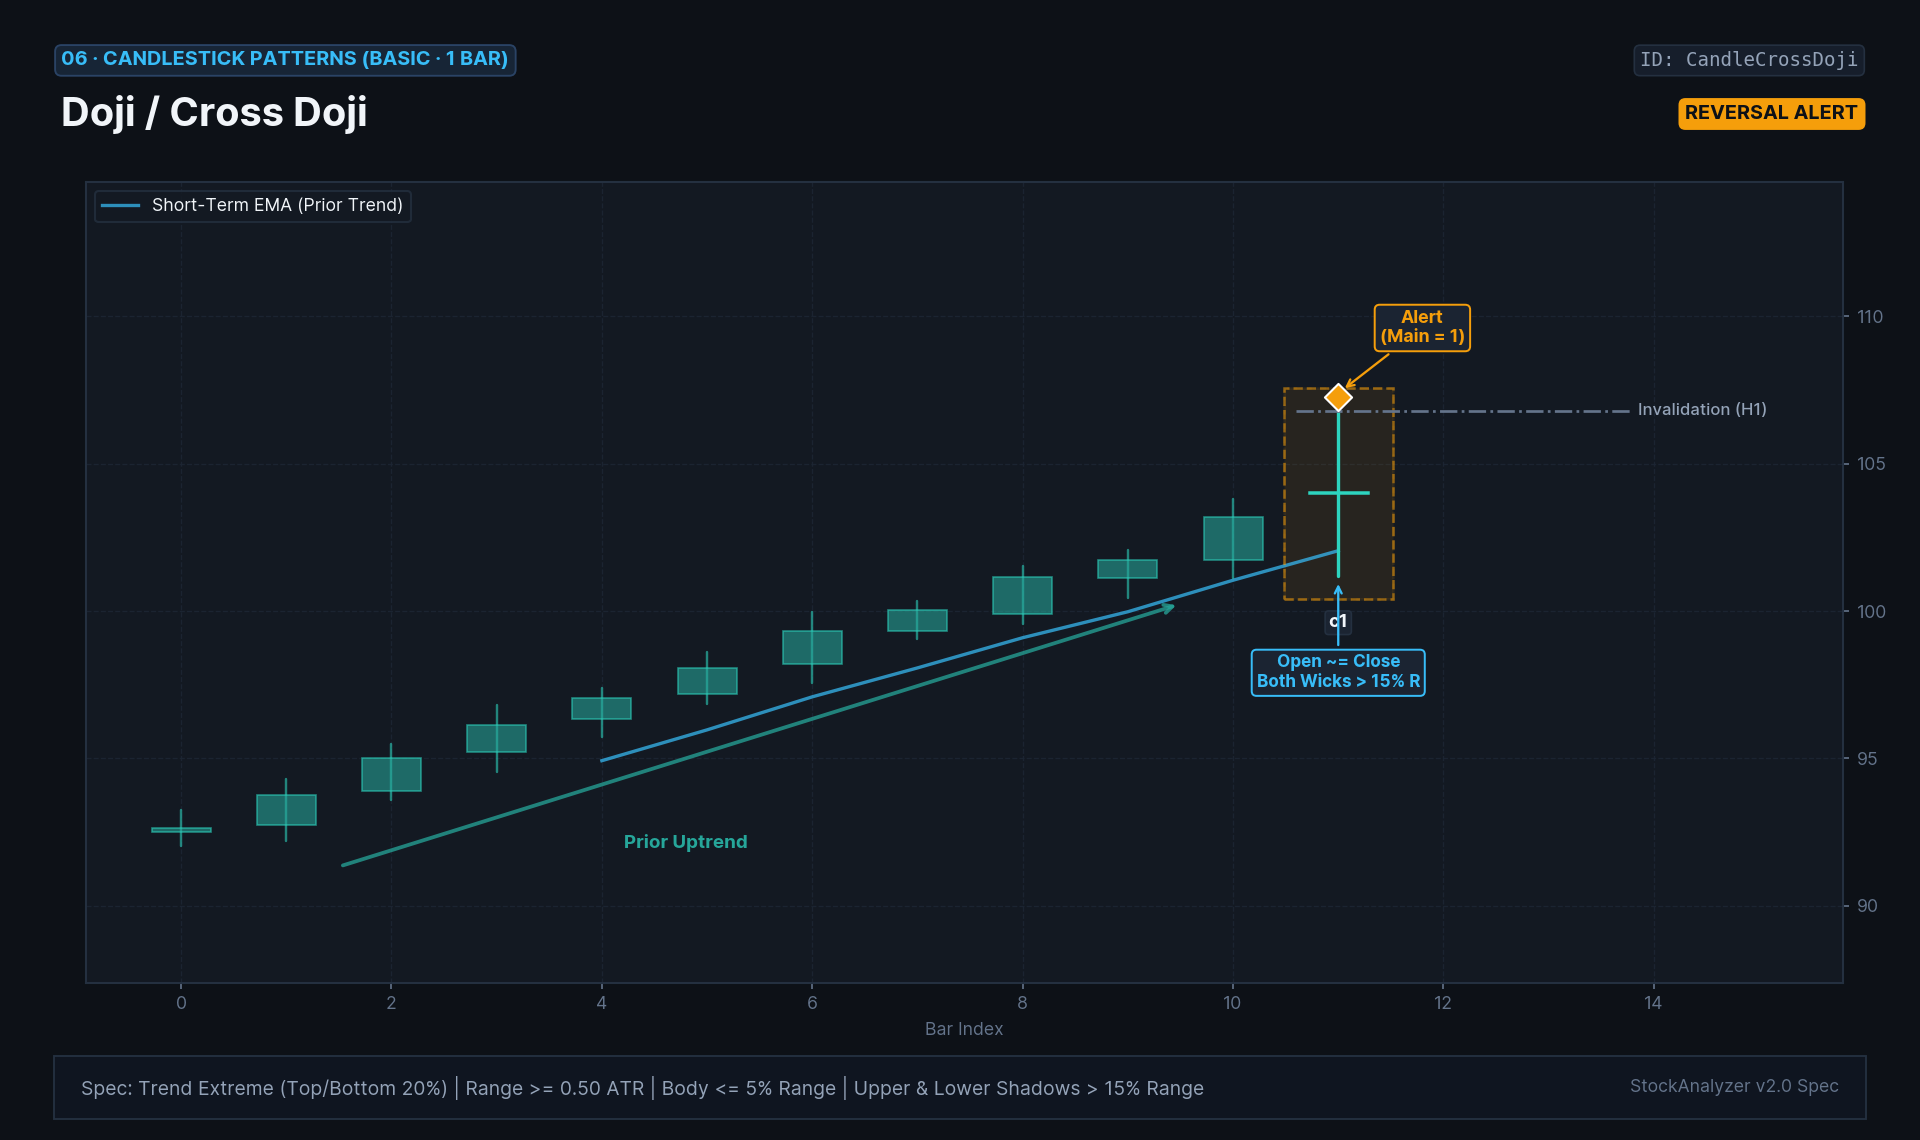 06 · CANDLESTICK PATTERNS (BASIC · 1 BAR)
ID: CandleCrossDoji
Doji / Cross Doji
REVERSAL ALERT
Short-Term EMA (Prior Trend)
Alert
(Main = 1)
Invalidation (H1)
c1
Open ~= Close
Both Wicks > 15% R
Prior Uptrend
110
105
100
95
90
0
2
4
6
8
10
12
14
Bar Index
Spec: Trend Extreme (Top/Bottom 20%) | Range >= 0.50 ATR | Body <= 5% Range | Upper & Lower Shadows > 15% Range
StockAnalyzer v2.0 Spec